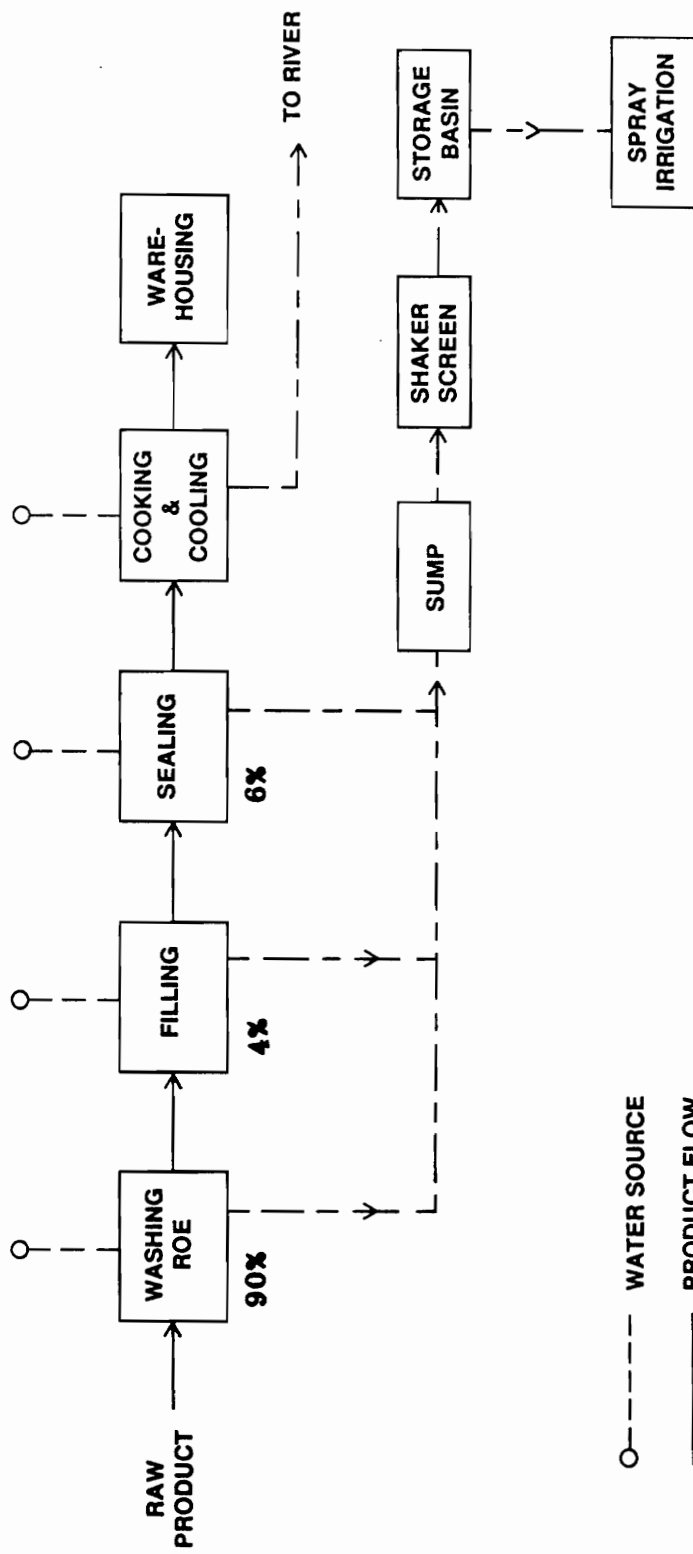 RAW
PRODUCT
WASHING
ROE
90%
FILLING
4%
SEALING
6%
COOKING
&
COOLING
WARE-
HOUSING
TO RIVER
SUMP
SHAKER
SCREEN
STORAGE
BASIN
SPRAY
IRRIGATION
WATER SOURCE
PRODUCT FLOW